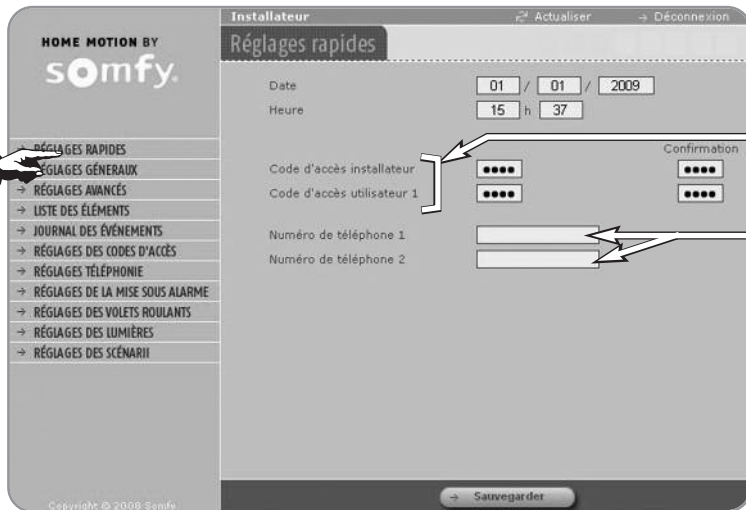 Installateur
Actualiser
→ Déconnexion
HOME MOTION BY
somfy.
Réglages rapides
Date 01 / 01 / 2009
Heure 15 h 37
Confirmation
Code d'accès installateur •••• ••••
Code d'accès utilisateur 1 •••• ••••
Numéro de téléphone 1
Numéro de téléphone 2
RÉGLAGES RAPIDES
RÉGLAGES GÉNERAUX
→ RÉGLAGES AVANCÉS
→ LISTE DES ÉLÉMENTS
→ JOURNAL DES ÉVÉNEMENTS
→ RÉGLAGES DES CODES D'ACCÈS
→ RÉGLAGES TÉLÉPHONIE
→ RÉGLAGES DE LA MISE SOUS ALARME
→ RÉGLAGES DES VOLETS ROULANTS
→ RÉGLAGES DES LUMIÈRES
→ RÉGLAGES DES SCÉNARII
→ Sauvegarder
Copyright © 2008 Somfy